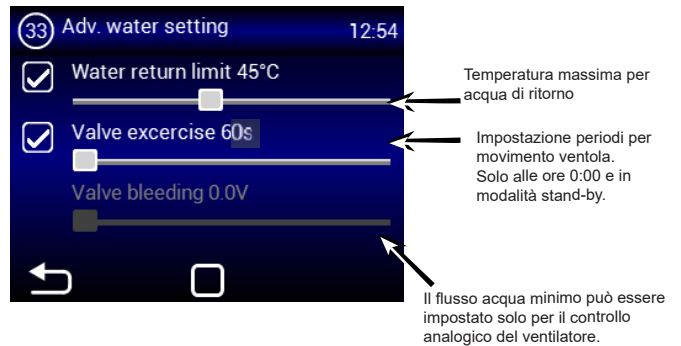 33 Adv. water setting 12:54
Water return limit 45°C
Valve excercise 60s
Valve bleeding 0.0V
Temperatura massima per
acqua di ritorno
Impostazione periodi per
movimento ventola.
Solo alle ore 0:00 e in
modalità stand-by.
Il flusso acqua minimo può essere
impostato solo per il controllo
analogico del ventilatore.